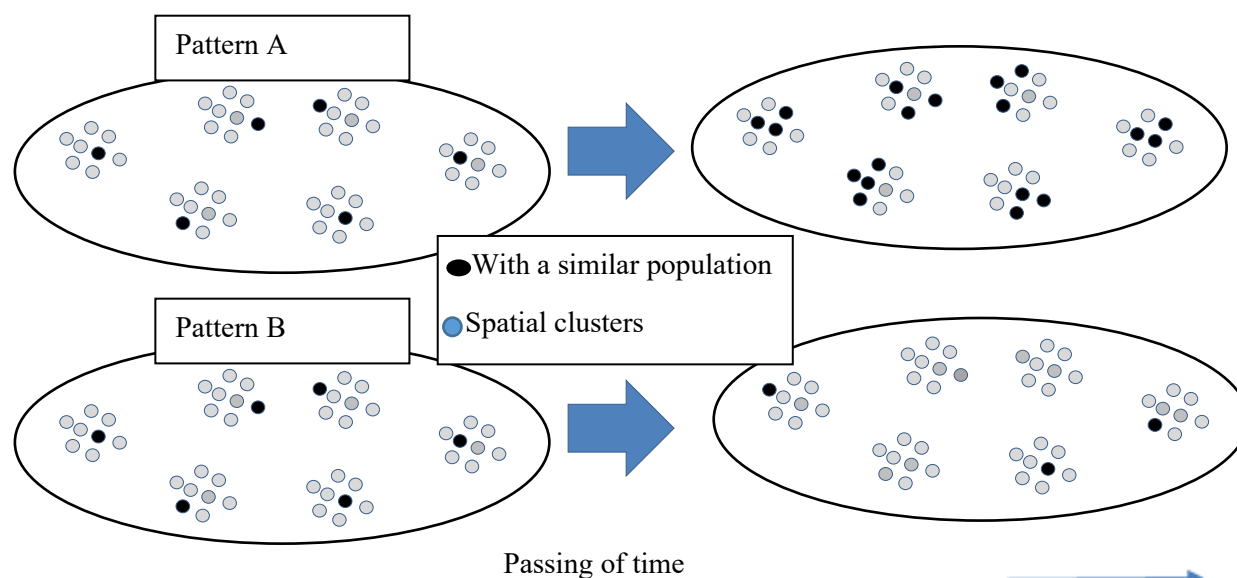 Pattern A
With a similar population
Spatial clusters
Pattern B
Passing of time